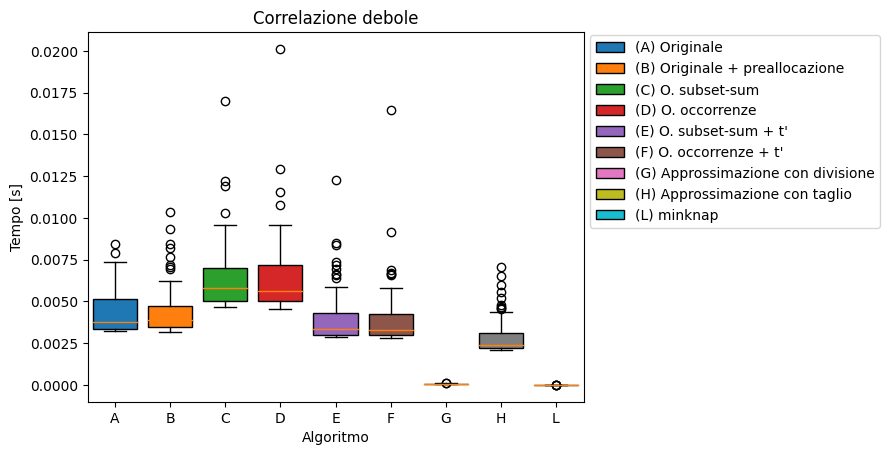 Correlazione debole
Tempo [s]
0.0200
0.0175
0.0150
0.0125
0.0100
0.0075
0.0050
0.0025
0.0000
A B C D E F G H L
Algoritmo
(A) Originale
(B) Originale + preallocazione
(C) O. subset-sum
(D) O. occorrenze
(E) O. subset-sum + t'
(F) O. occorrenze + t'
(G) Approssimazione con divisione
(H) Approssimazione con taglio
(L) minknap